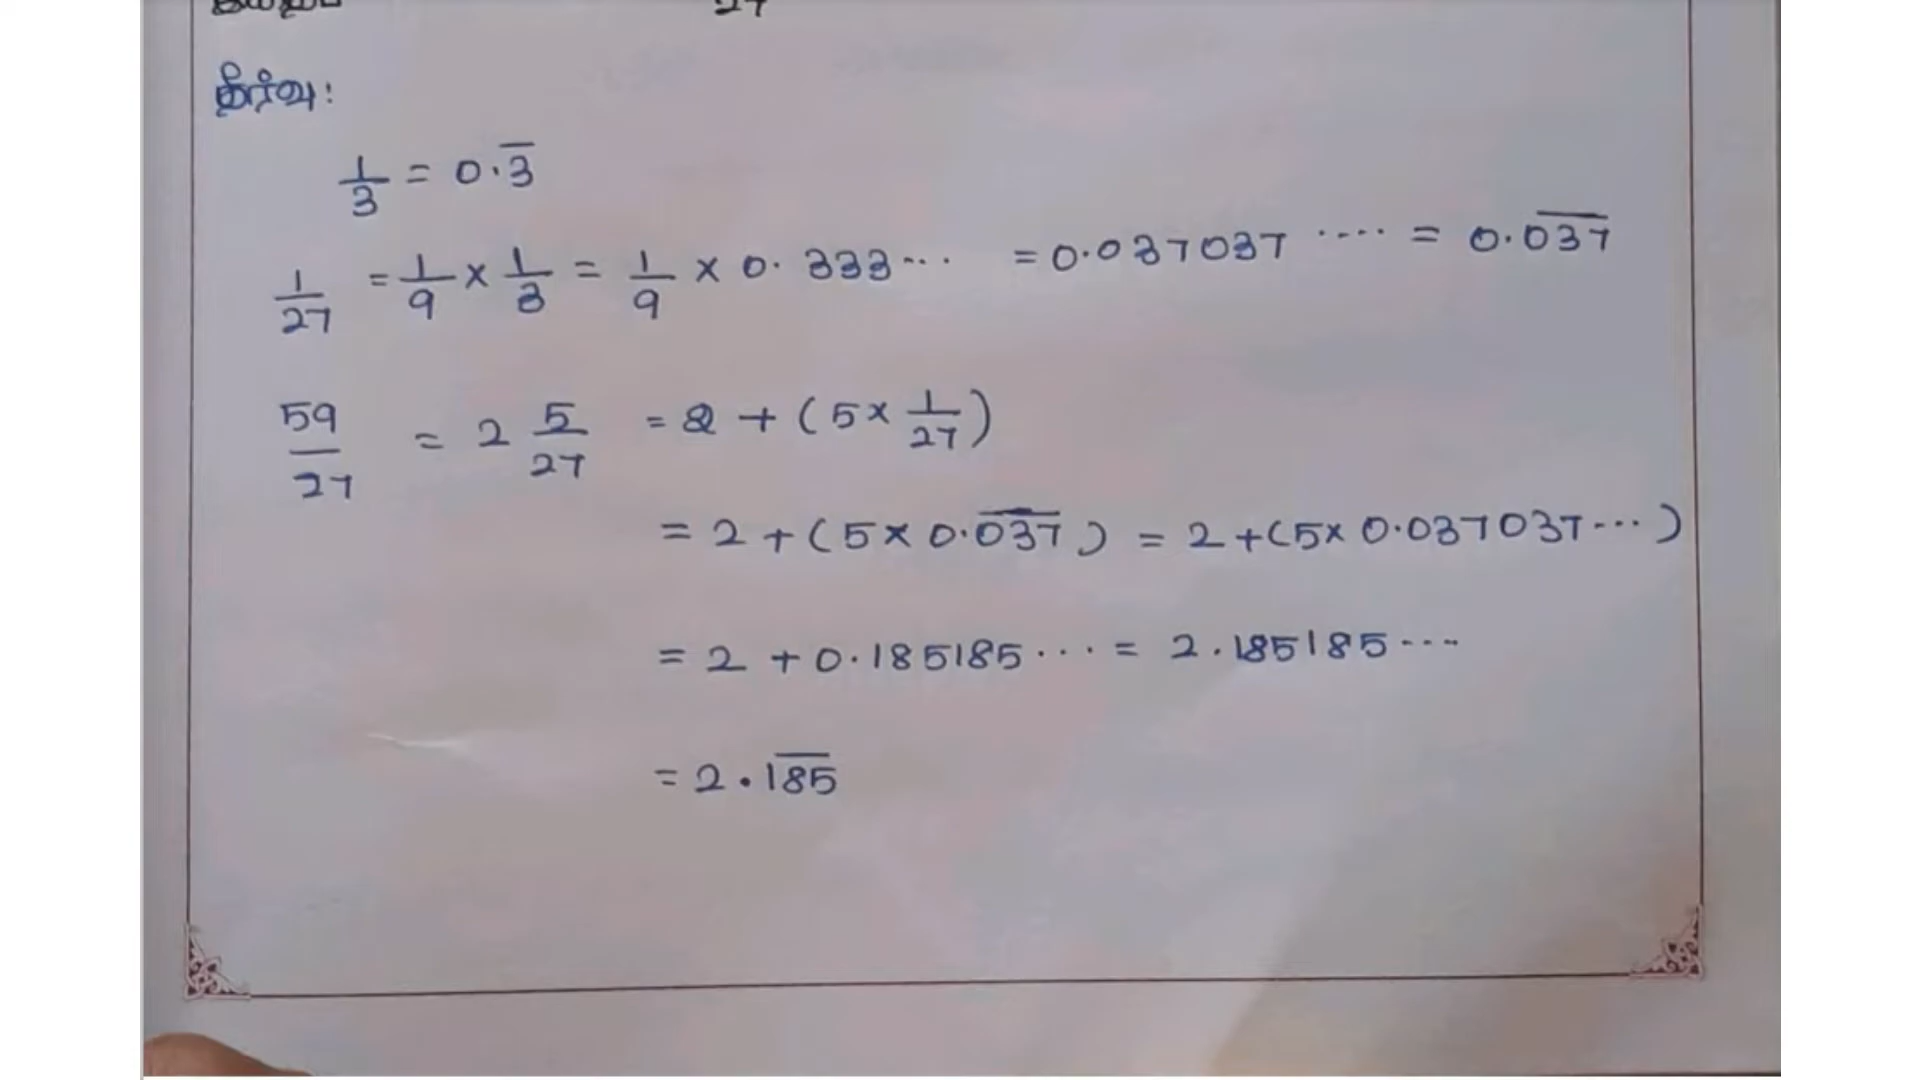 தீர்வு:
1/3 = 0.3̅
1/27 = 1/9 × 1/3 = 1/9 × 0.333... = 0.037037.... = 0.0̅3̅7̅
59/27 = 2 5/27 = 2 + (5 × 1/27)
= 2 + (5 × 0.0̅3̅7̅) = 2 + (5 × 0.037037...)
= 2 + 0.185185... = 2.185185....
= 2.1̅8̅5̅